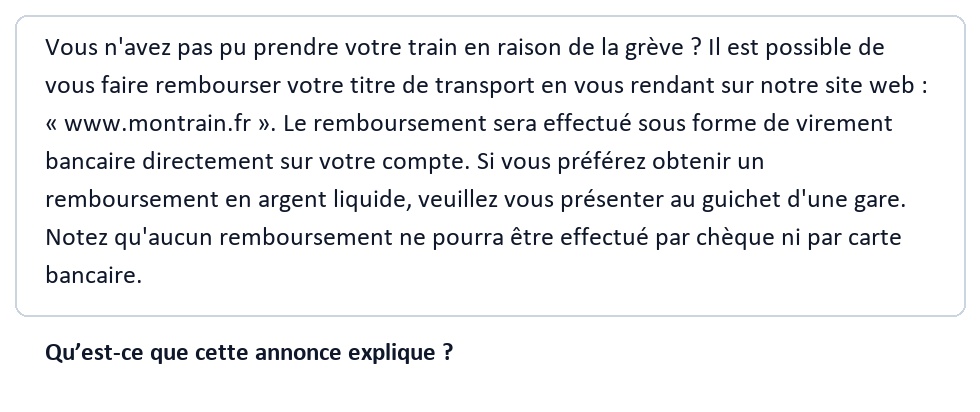 Vous n'avez pas pu prendre votre train en raison de la grève ? Il est possible de
vous faire rembourser votre titre de transport en vous rendant sur notre site web :
« www.montrain.fr ». Le remboursement sera effectué sous forme de virement
bancaire directement sur votre compte. Si vous préférez obtenir un
remboursement en argent liquide, veuillez vous présenter au guichet d'une gare.
Notez qu'aucun remboursement ne pourra être effectué par chèque ni par carte
bancaire.
Qu’est-ce que cette annonce explique ?